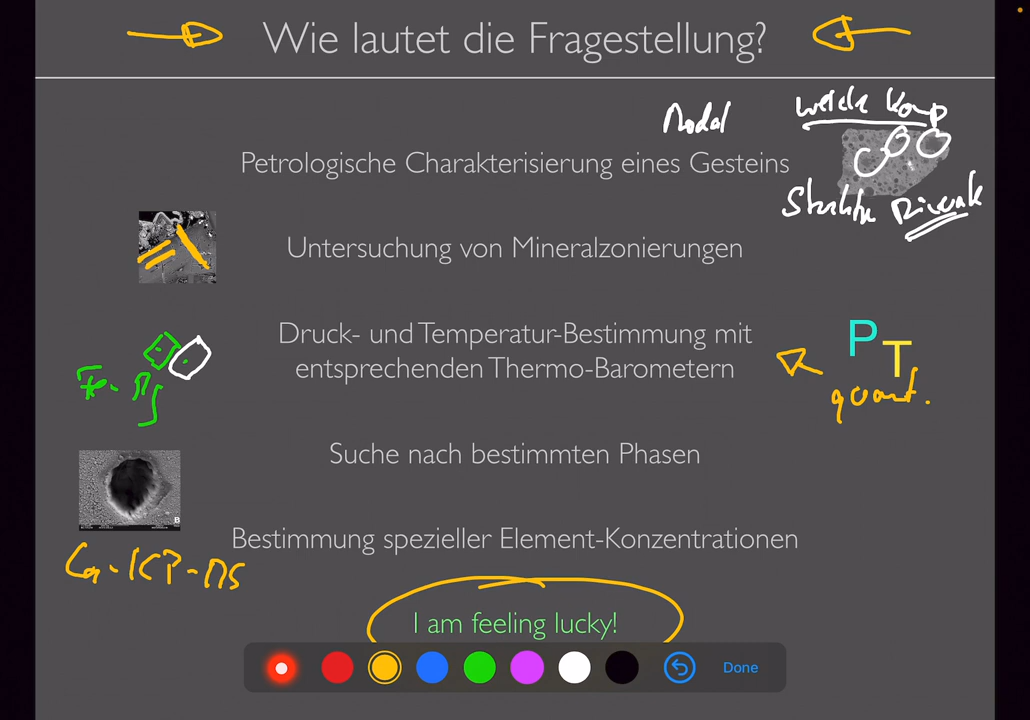 Wie lautet die Fragestellung?
Modal
welche Komp
Petrologische Charakterisierung eines Gesteins
Untersuchung von Mineralzonierungen
Druck- und Temperatur-Bestimmung mit
entsprechenden Thermo-Barometern
P
T
Fe-Mg
quant.
Suche nach bestimmten Phasen
B
Bestimmung spezieller Element-Konzentrationen
La-ICP-MS
I am feeling lucky!
Done